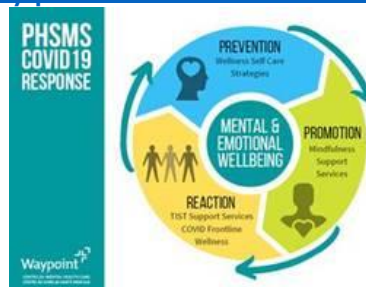 PHSMS
COVID19
RESPONSE
PREVENTION
Wellness Self Care
Strategies
MENTAL &
EMOTIONAL
WELLBEING
PROMOTION
Mindfulness
Support
Services
REACTION
TIST Support Services
COVID Frontline
Wellness
Waypoint